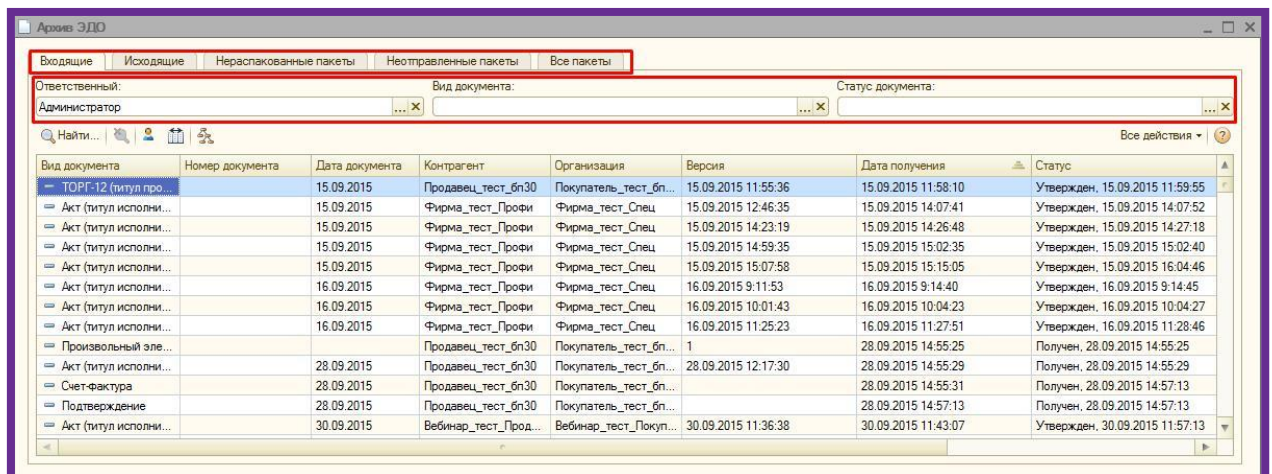 Архив ЭДО
Входящие Исходящие Нераспакованные пакеты Неотправленные пакеты Все пакеты
Ответственный: Вид документа: Статус документа:
Администратор ... ... ...
Найти... Все действия
Вид документа Номер документа Дата документа Контрагент Организация Версия Дата получения Статус
ТОРГ-12 (титул про... 15.09.2015 Продавец_тест_бп30 Покупатель_тест_бп... 15.09.2015 11:55:36 15.09.2015 11:58:10 Утвержден, 15.09.2015 11:59:55
Акт (титул исполни... 15.09.2015 Фирма_тест_Профи Фирма_тест_Спец 15.09.2015 12:46:35 15.09.2015 14:07:41 Утвержден, 15.09.2015 14:07:52
Акт (титул исполни... 15.09.2015 Фирма_тест_Профи Фирма_тест_Спец 15.09.2015 14:23:19 15.09.2015 14:26:48 Утвержден, 15.09.2015 14:27:18
Акт (титул исполни... 15.09.2015 Фирма_тест_Профи Фирма_тест_Спец 15.09.2015 14:59:35 15.09.2015 15:02:35 Утвержден, 15.09.2015 15:02:40
Акт (титул исполни... 15.09.2015 Фирма_тест_Профи Фирма_тест_Спец 15.09.2015 15:07:58 15.09.2015 15:15:05 Утвержден, 15.09.2015 16:04:46
Акт (титул исполни... 16.09.2015 Фирма_тест_Профи Фирма_тест_Спец 16.09.2015 9:11:53 16.09.2015 9:14:40 Утвержден, 16.09.2015 9:14:45
Акт (титул исполни... 16.09.2015 Фирма_тест_Профи Фирма_тест_Спец 16.09.2015 10:01:43 16.09.2015 10:04:23 Утвержден, 16.09.2015 10:04:27
Акт (титул исполни... 16.09.2015 Фирма_тест_Профи Фирма_тест_Спец 16.09.2015 11:25:23 16.09.2015 11:27:51 Утвержден, 16.09.2015 11:28:46
Произвольный эле... Продавец_тест_бп30 Покупатель_тест_бп... 1 28.09.2015 14:55:25 Получен, 28.09.2015 14:55:25
Акт (титул исполни... 28.09.2015 Продавец_тест_бп30 Покупатель_тест_бп... 28.09.2015 12:17:30 28.09.2015 14:55:29 Получен, 28.09.2015 14:55:29
Счет-фактура 28.09.2015 Продавец_тест_бп30 Покупатель_тест_бп... 28.09.2015 14:55:31 Получен, 28.09.2015 14:57:13
Подтверждение 28.09.2015 Продавец_тест_бп30 Покупатель_тест_бп... 28.09.2015 14:57:13 Получен, 28.09.2015 14:57:13
Акт (титул исполни... 30.09.2015 Вебинар_тест_Прод... Вебинар_тест_Покуп... 30.09.2015 11:36:38 30.09.2015 11:43:07 Утвержден, 30.09.2015 11:57:13